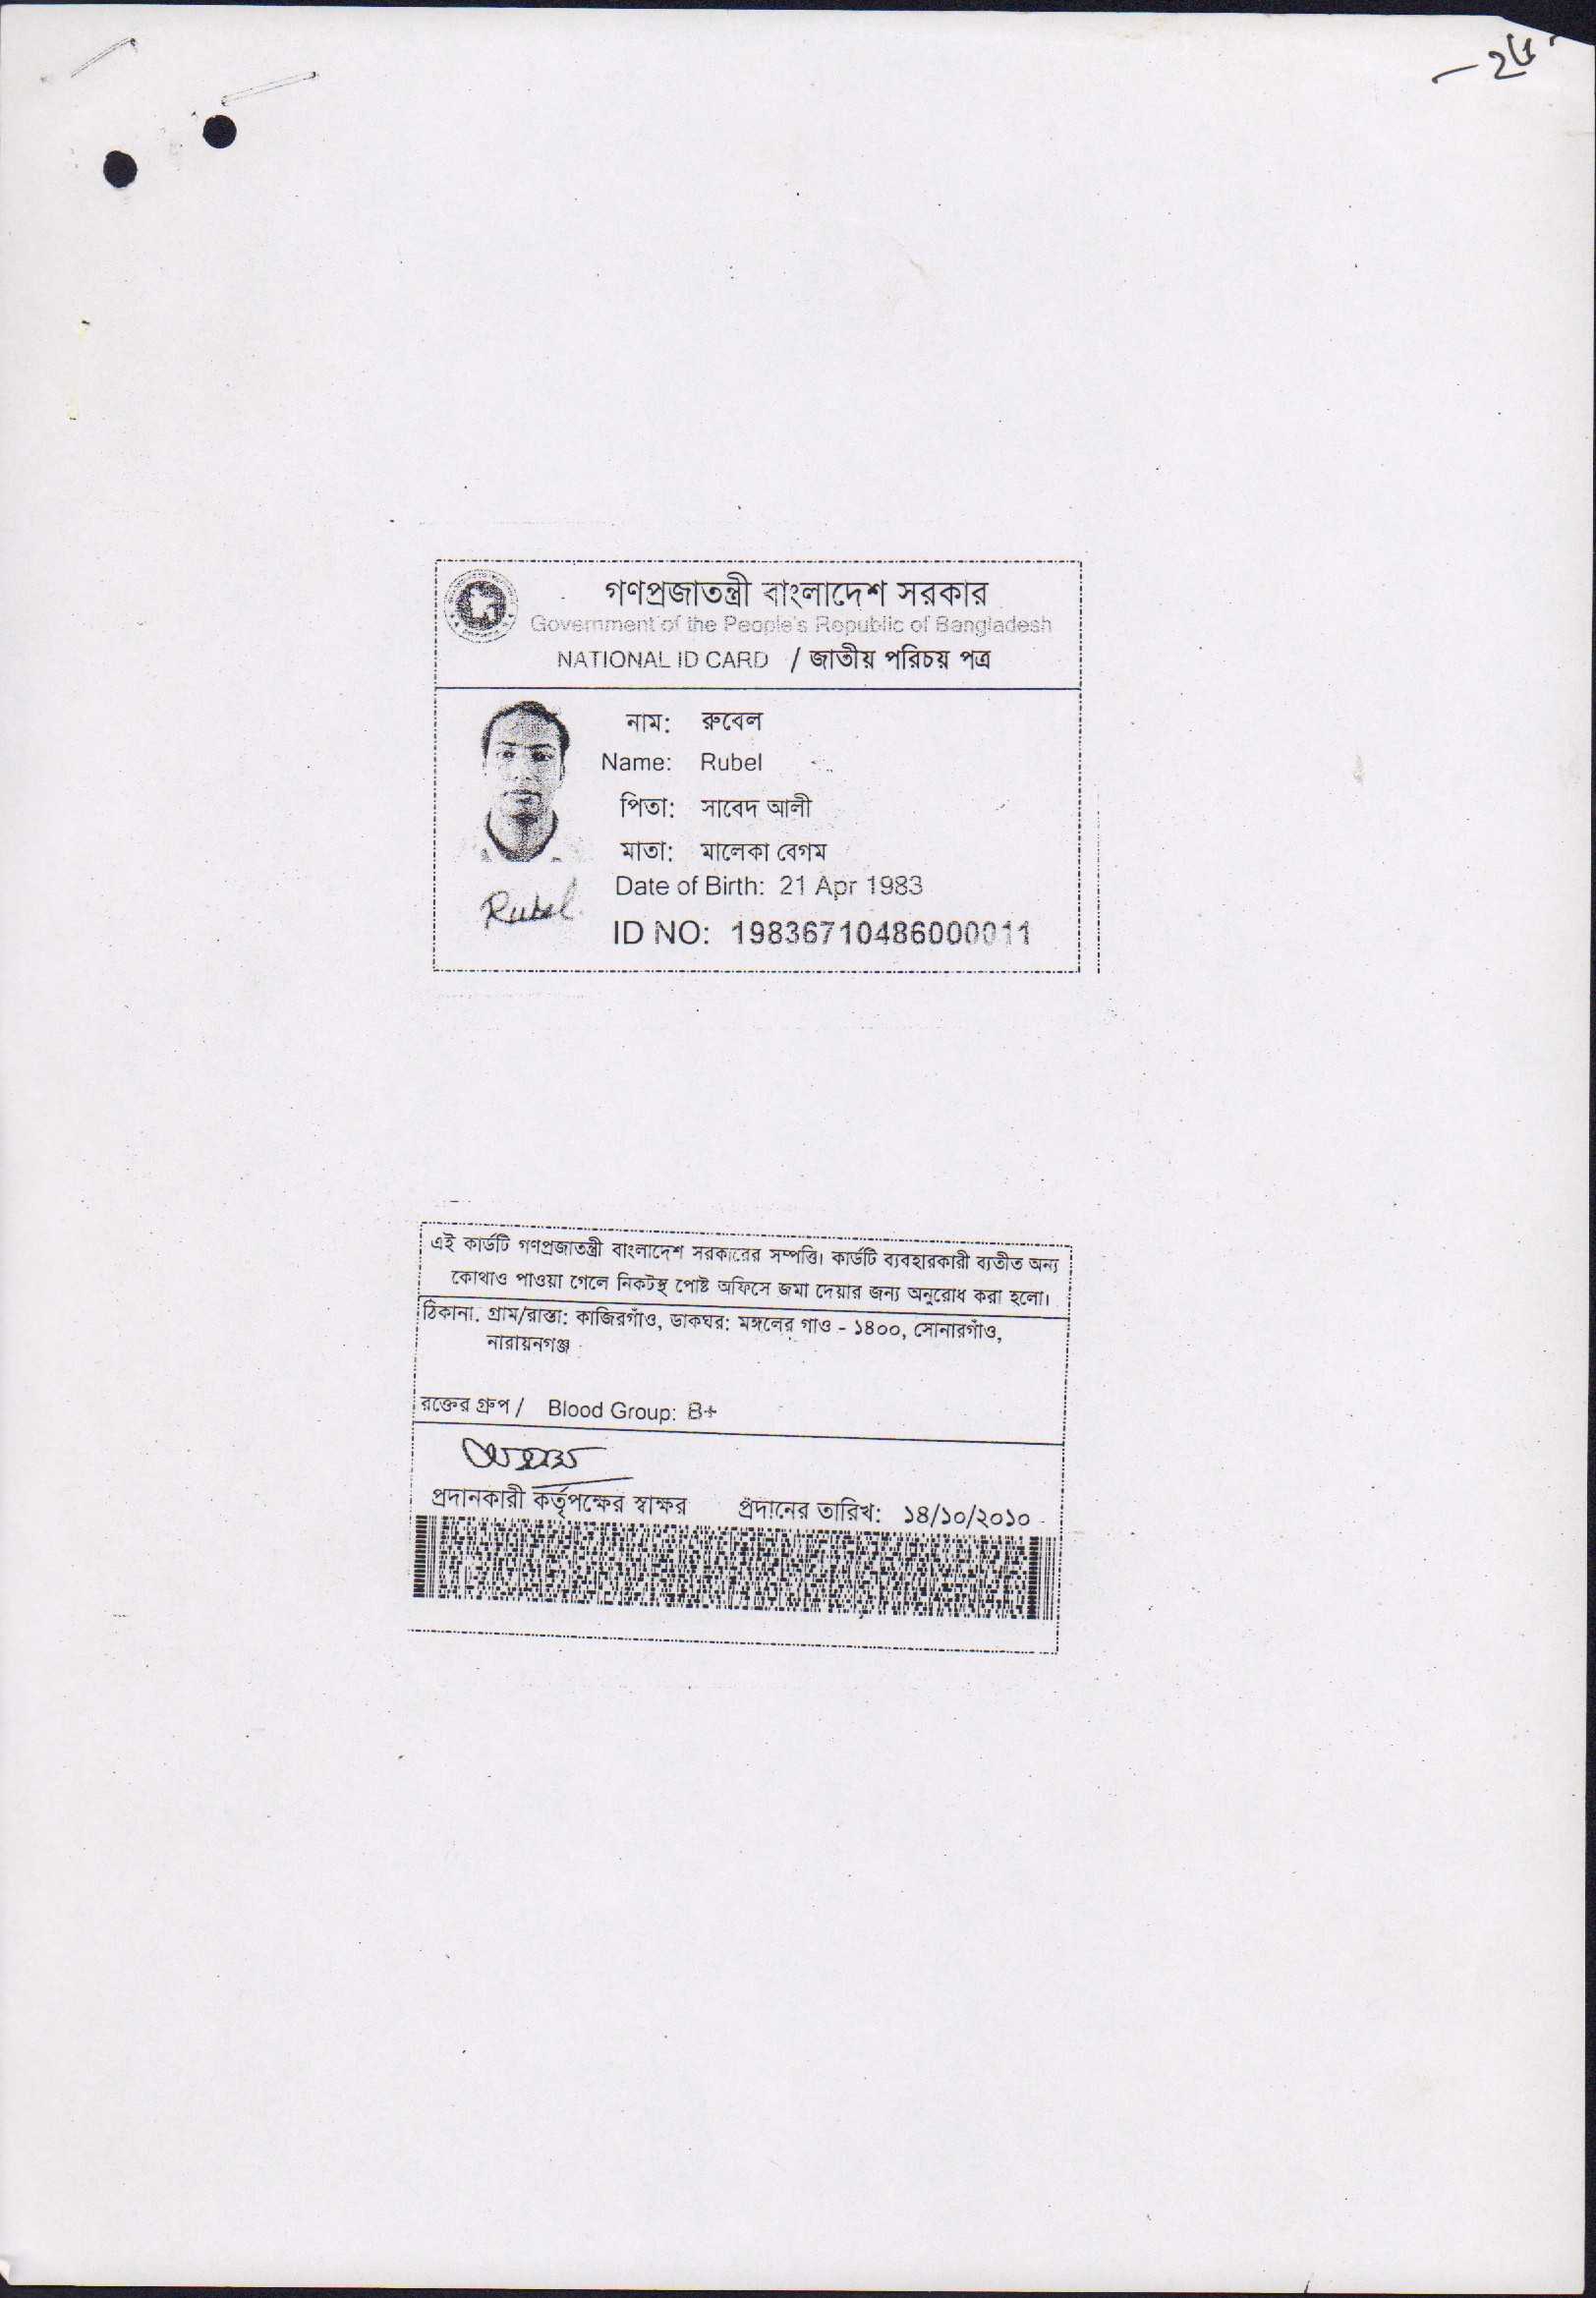 গণপ্রজাতন্ত্রী বাংলাদেশ সরকার
Government of the People's Republic of Bangladesh
NATIONAL ID CARD / জাতীয় পরিচয় পত্র
নাম: রুবেল
Name: Rubel
পিতা: সাবেদ আলী
মাতা: মালেকা বেগম
Date of Birth: 21 Apr 1983
Rubel
ID NO: 19836710486000011
এই কার্ডটি গণপ্রজাতন্ত্রী বাংলাদেশ সরকারের সম্পত্তি। কার্ডটি ব্যবহারকারী ব্যতীত অন্য
কোথাও পাওয়া গেলে নিকটস্থ পোষ্ট অফিসে জমা দেয়ার জন্য অনুরোধ করা হলো।
ঠিকানা. গ্রাম/রাস্তা: কাজিরগাঁও, ডাকঘর: মঙ্গলের গাও - ১৪০০, সোনারগাঁও,
নারায়নগঞ্জ
রক্তের গ্রুপ / Blood Group: B+
প্রদানকারী কর্তৃপক্ষের স্বাক্ষর প্রদানের তারিখ: ১৪/১০/২০১০